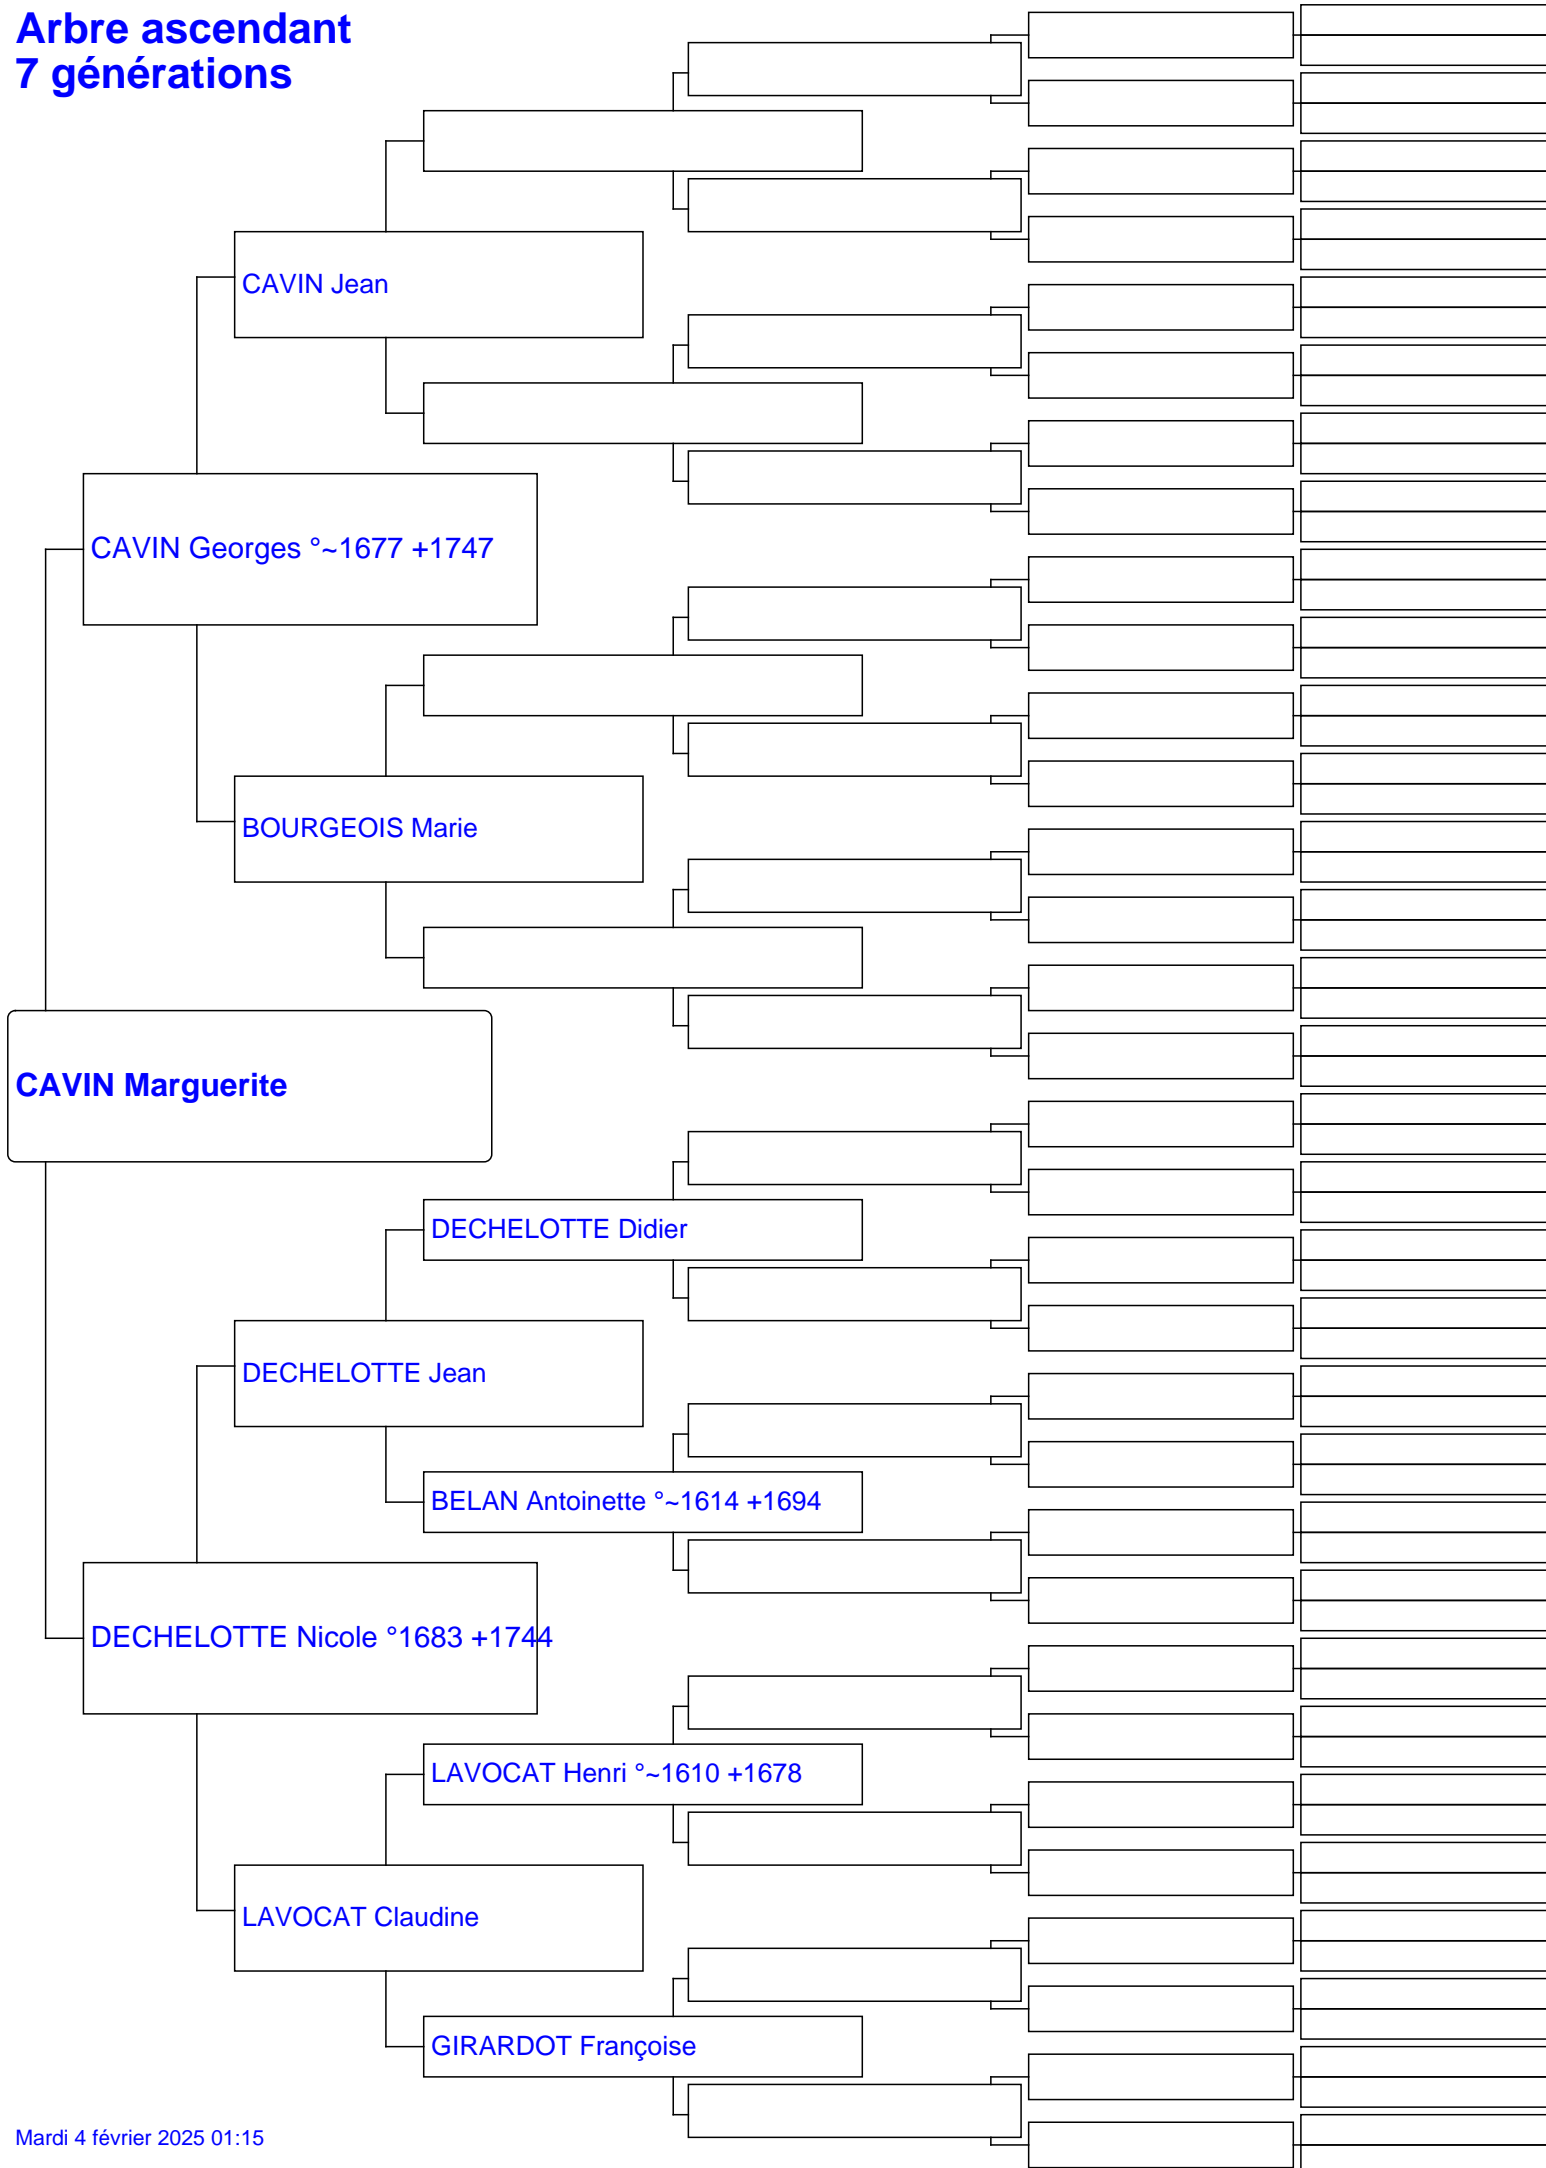 Arbre ascendant
7 générations
CAVIN Jean
CAVIN Georges °~1677 +1747
BOURGEOIS Marie
CAVIN Marguerite
DECHELOTTE Didier
DECHELOTTE Jean
BELAN Antoinette °~1614 +1694
DECHELOTTE Nicole °1683 +1744
LAVOCAT Henri °~1610 +1678
LAVOCAT Claudine
GIRARDOT Françoise
Mardi 4 février 2025 01:15